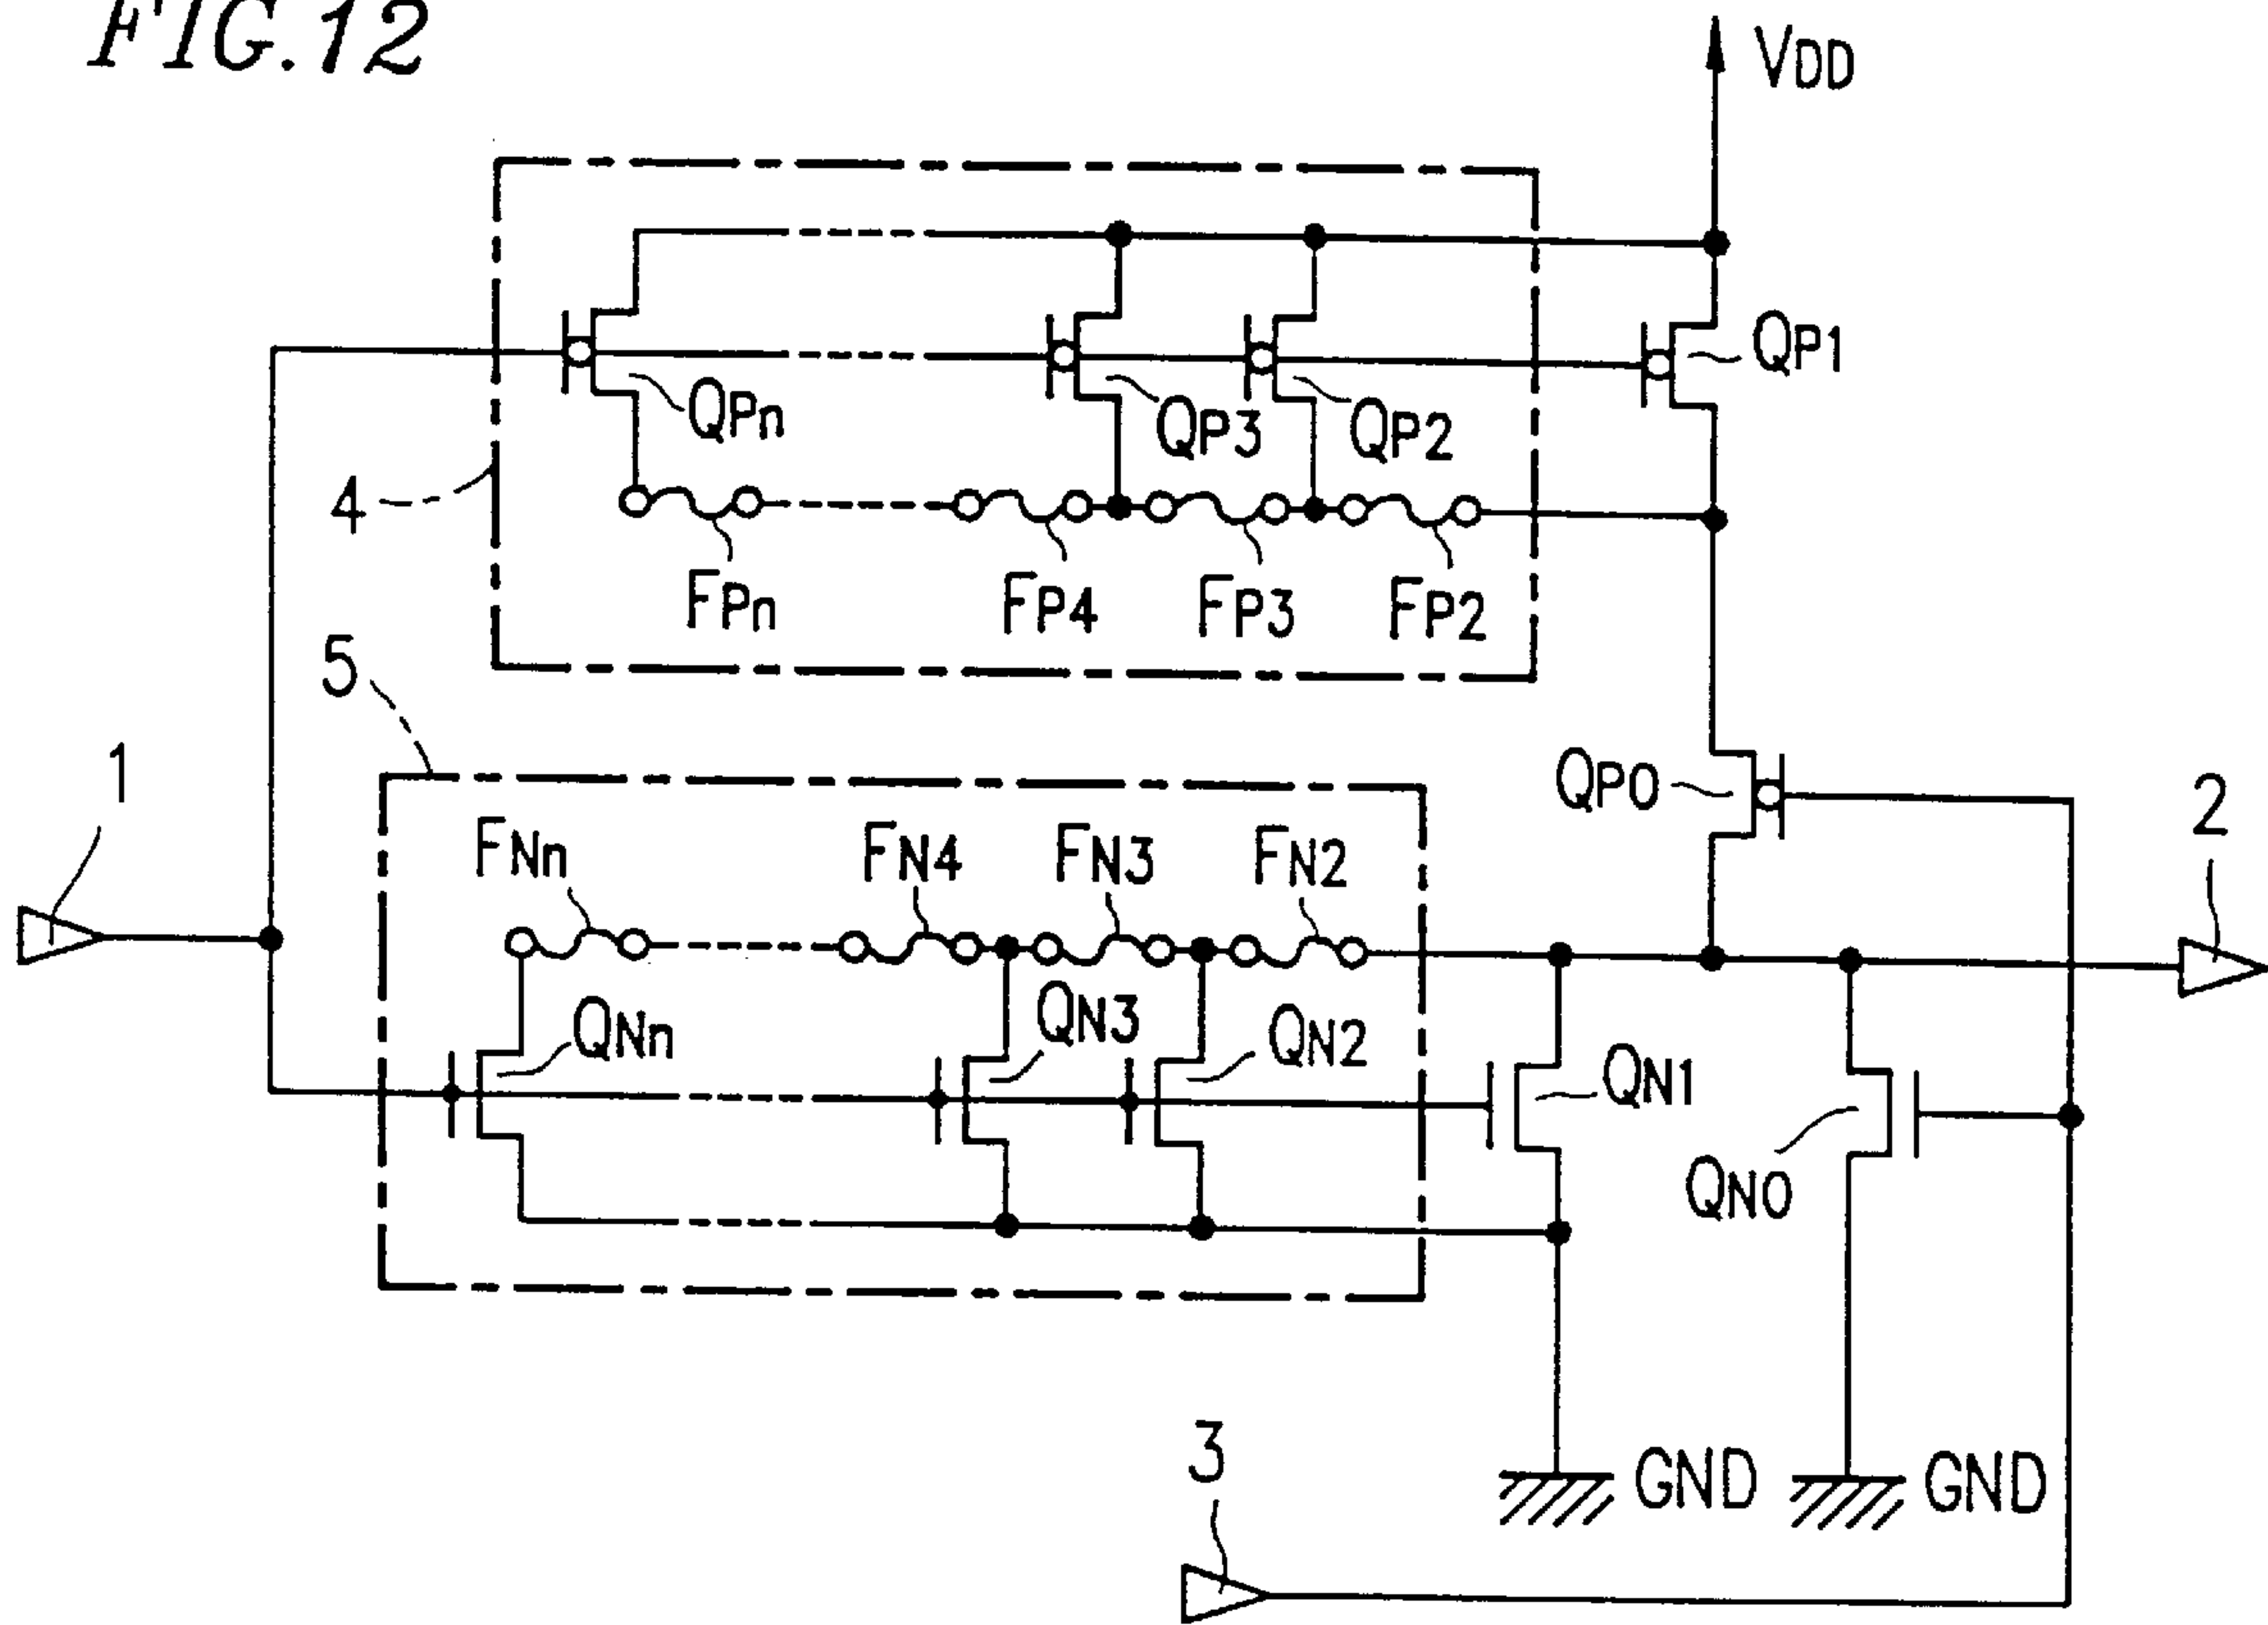 FIG.12
VDD
QP1
QPn
QP3
QP2
4
FPn
FP4
FP3
FP2
5
1
QP0
2
FNn
FN4
FN3
FN2
QNn
QN3
QN2
QN1
QN0
3
GND
GND